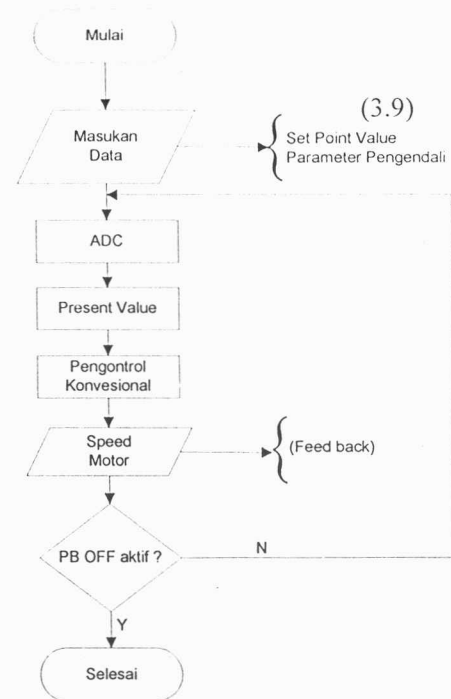 Mulai
(3.9)
Masukan
Data
Set Point Value
Parameter Pengendali
ADC
Present Value
Pengontrol
Konvesional
Speed
Motor
(Feed back)
PB OFF aktif ?
N
Y
Selesai